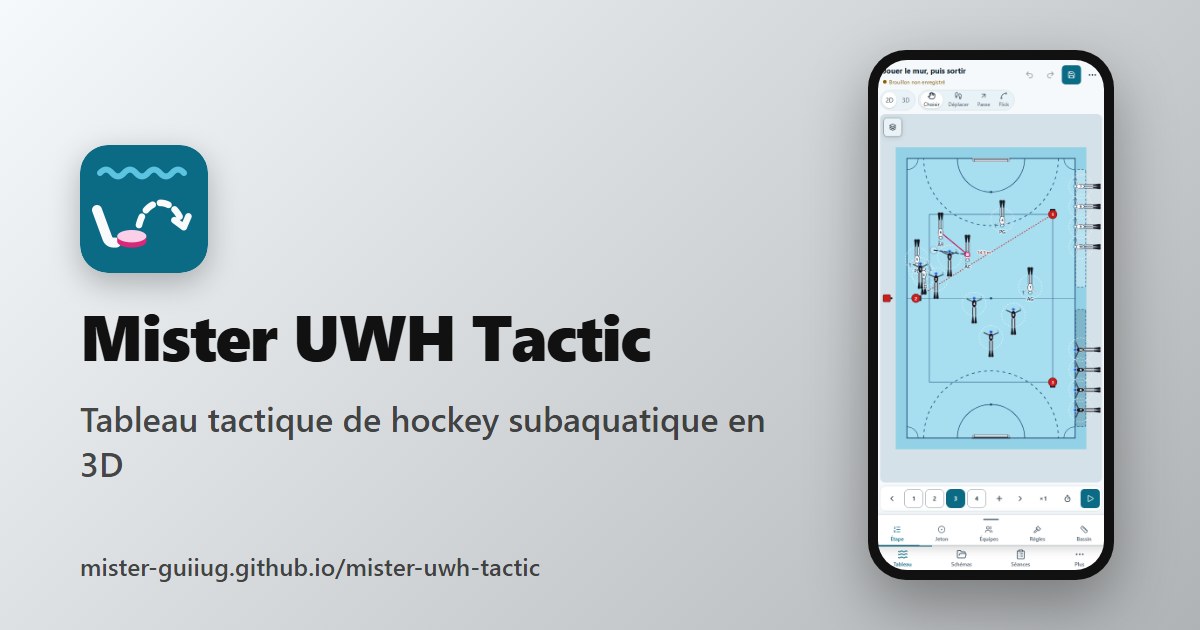 Mister UWH Tactic
Tableau tactique de hockey subaquatique en
3D
mister-guiiug.github.io/mister-uwh-tactic
Jouer le mur, puis sortir
Brouillon non enregistré
2D 3D Choisir Déplacer Passe Flick
1 2 3 4 ×1
Étape Jeton Équipes Règles Bassin
Tableau Schémas Séances Plus